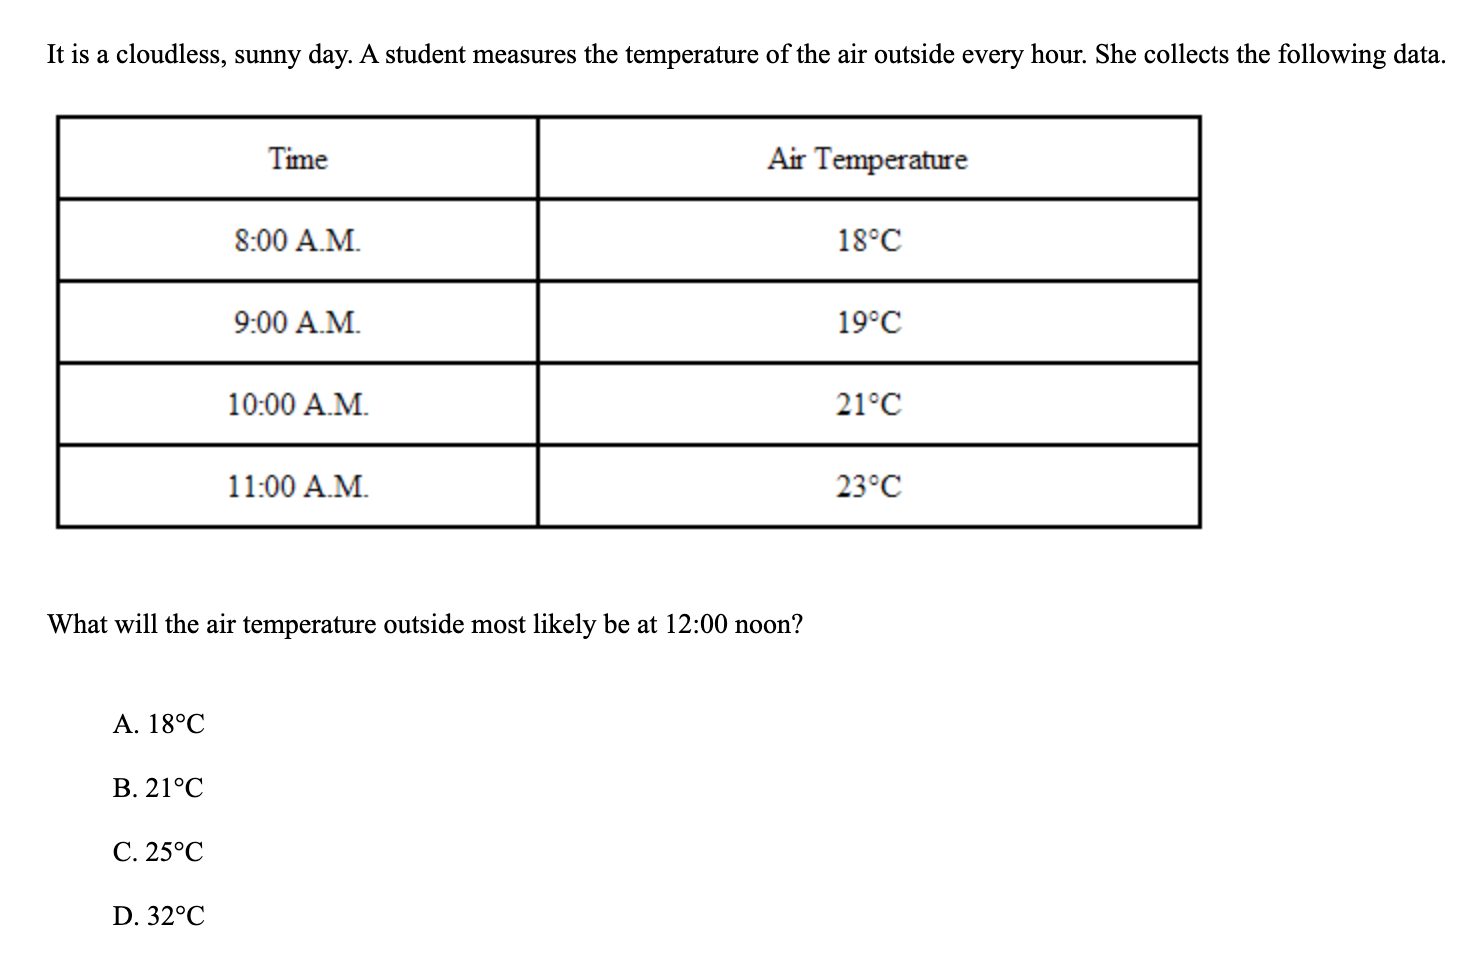 It is a cloudless, sunny day. A student measures the temperature of the air outside every hour. She collects the following data.
Time Air Temperature
8:00 A.M. 18°C
9:00 A.M. 19°C
10:00 A.M. 21°C
11:00 A.M. 23°C
What will the air temperature outside most likely be at 12:00 noon?
A. 18°C
B. 21°C
C. 25°C
D. 32°C